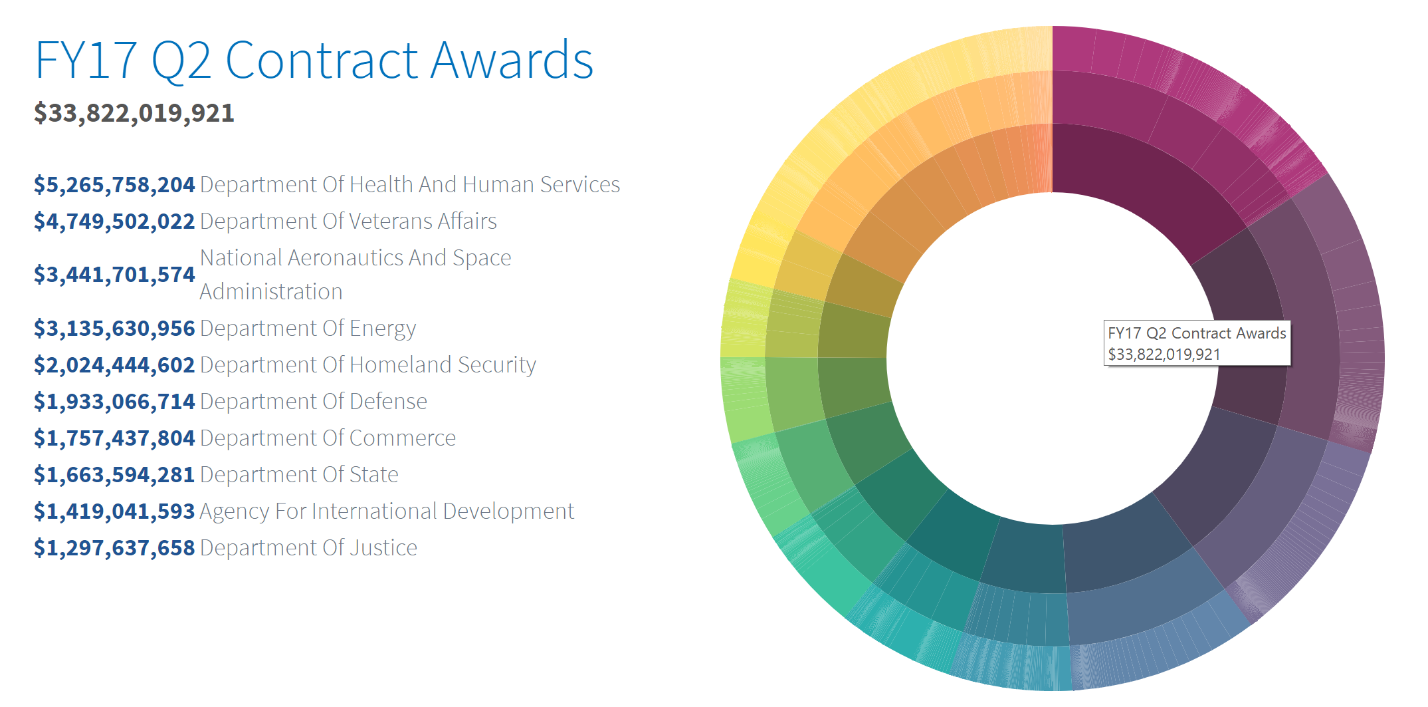 FY17 Q2 Contract Awards
$33,822,019,921
$5,265,758,204 Department Of Health And Human Services
$4,749,502,022 Department Of Veterans Affairs
$3,441,701,574 National Aeronautics And Space
Administration
$3,135,630,956 Department Of Energy
$2,024,444,602 Department Of Homeland Security
$1,933,066,714 Department Of Defense
$1,757,437,804 Department Of Commerce
$1,663,594,281 Department Of State
$1,419,041,593 Agency For International Development
$1,297,637,658 Department Of Justice
FY17 Q2 Contract Awards
$33,822,019,921